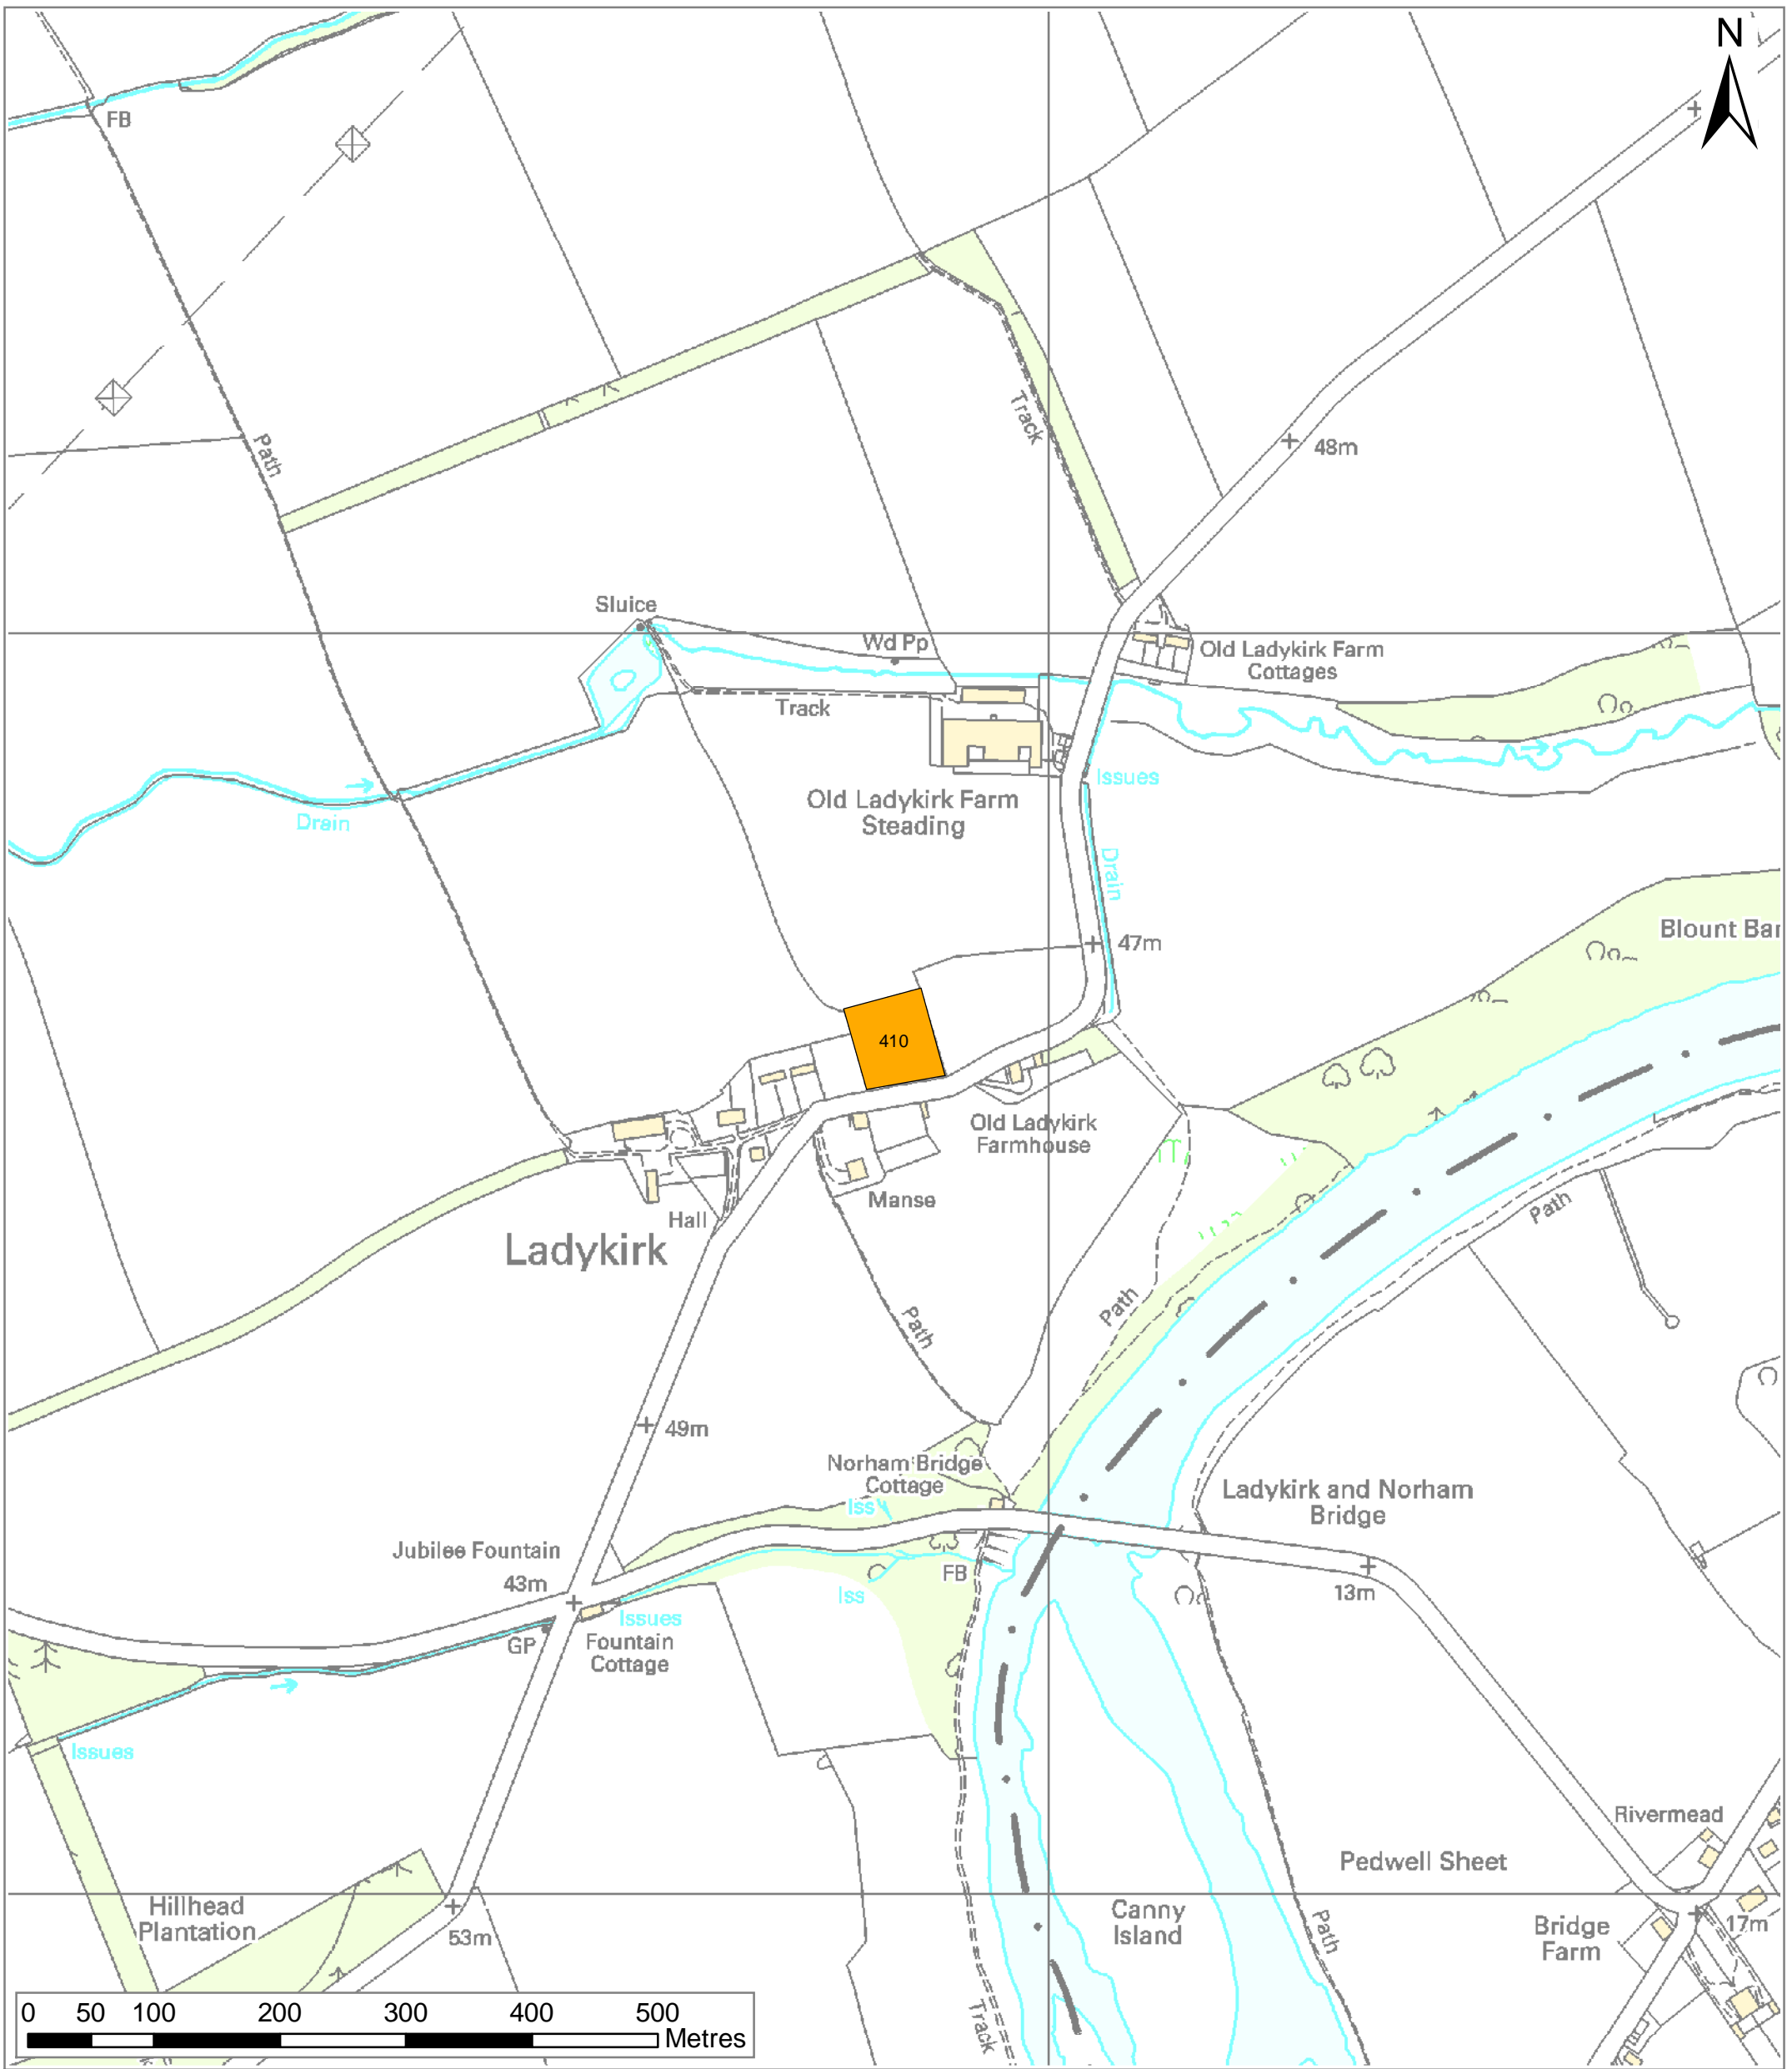 N
FB
Path
Track
48m
Sluice
Wd Pp
Old Ladykirk Farm
Cottages
Track
Issues
Old Ladykirk Farm
Steading
Drain
Drain
47m
410
Old Ladykirk
Farmhouse
Manse
Hall
Ladykirk
Path
Path
Path
49m
Norham Bridge
Cottage
Iss
Ladykirk and Norham
Bridge
Jubilee Fountain
43m
FB
Iss
13m
Issues
GP
Fountain
Cottage
Issues
Rivermead
Pedwell Sheet
Hillhead
Plantation
53m
Canny
Island
Path
Bridge
Farm
17m
Track
0 50 100 200 300 400 500
Metres